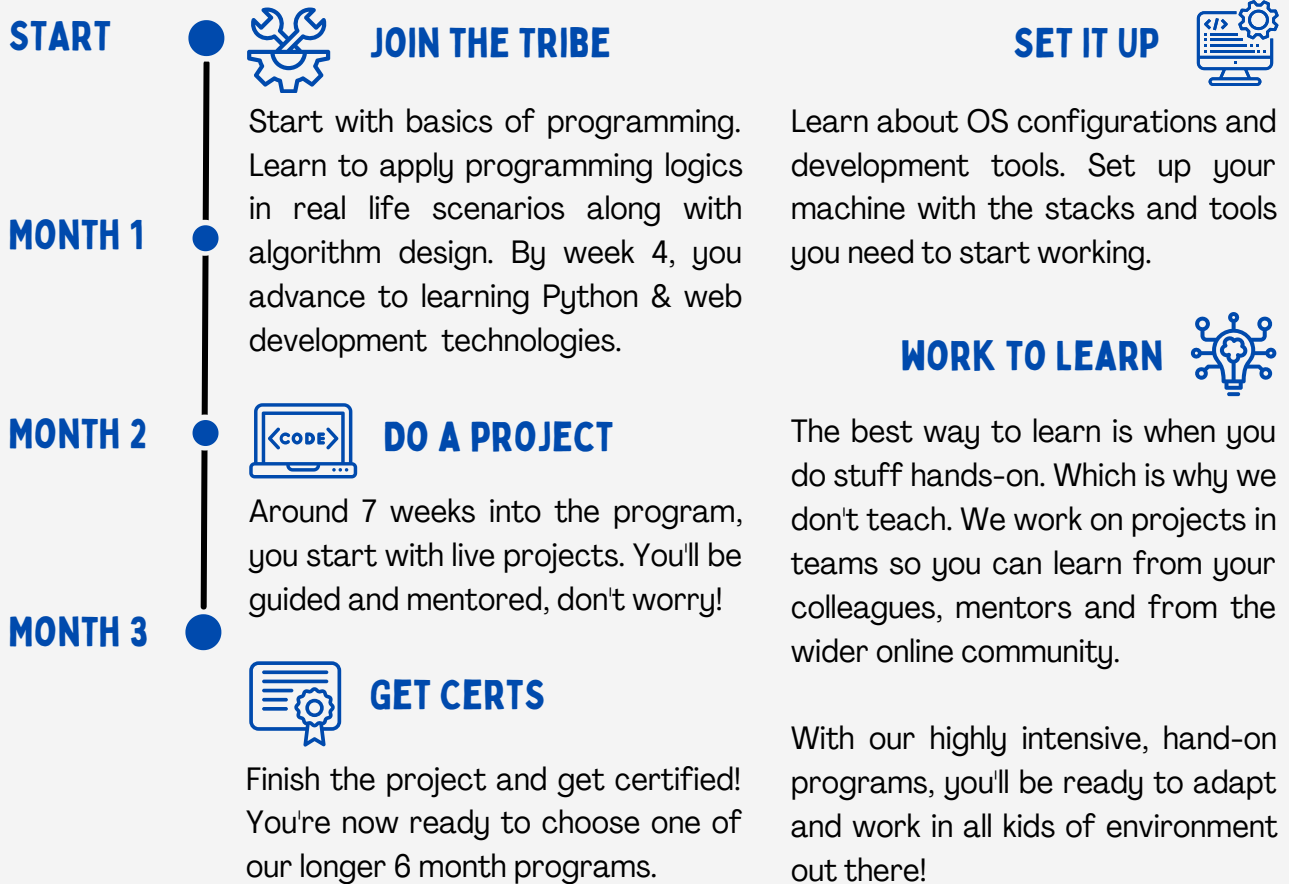 START
MONTH 1
MONTH 2
MONTH 3
JOIN THE TRIBE
Start with basics of programming.
Learn to apply programming logics
in real life scenarios along with
algorithm design. By week 4, you
advance to learning Python & web
development technologies.
<CODE>
DO A PROJECT
Around 7 weeks into the program,
you start with live projects. You'll be
guided and mentored, don't worry!
GET CERTS
Finish the project and get certified!
You're now ready to choose one of
our longer 6 month programs.
SET IT UP
</>
Learn about OS configurations and
development tools. Set up your
machine with the stacks and tools
you need to start working.
WORK TO LEARN
The best way to learn is when you
do stuff hands-on. Which is why we
don't teach. We work on projects in
teams so you can learn from your
colleagues, mentors and from the
wider online community.
With our highly intensive, hand-on
programs, you'll be ready to adapt
and work in all kids of environment
out there!